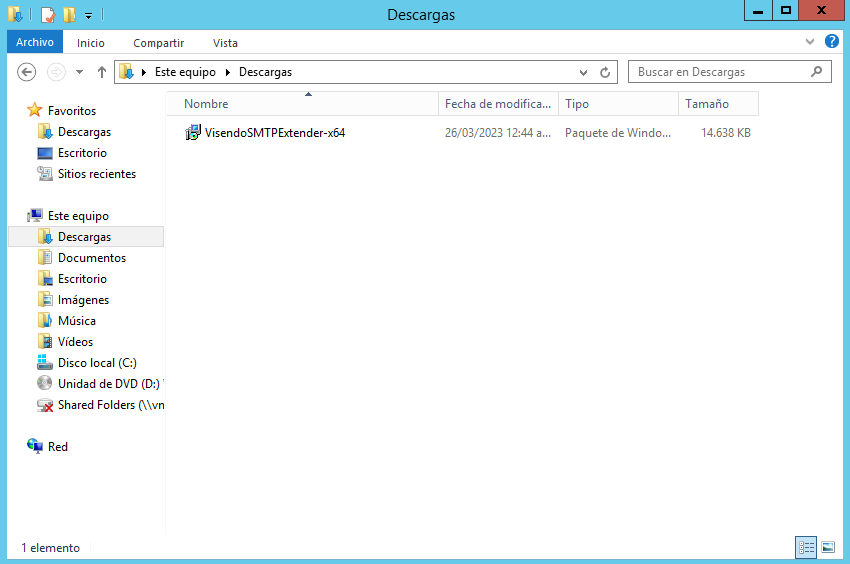 Descargas
Archivo Inicio Compartir Vista
Este equipo Descargas Buscar en Descargas
Nombre Fecha de modifica... Tipo Tamaño
VisendoSMTPExtender-x64 26/03/2023 12:44 a... Paquete de Windo... 14.638 KB
Favoritos
Descargas
Escritorio
Sitios recientes
Este equipo
Descargas
Documentos
Escritorio
Imágenes
Música
Vídeos
Disco local (C:)
Unidad de DVD (D:)
Shared Folders (\\vn
Red
1 elemento